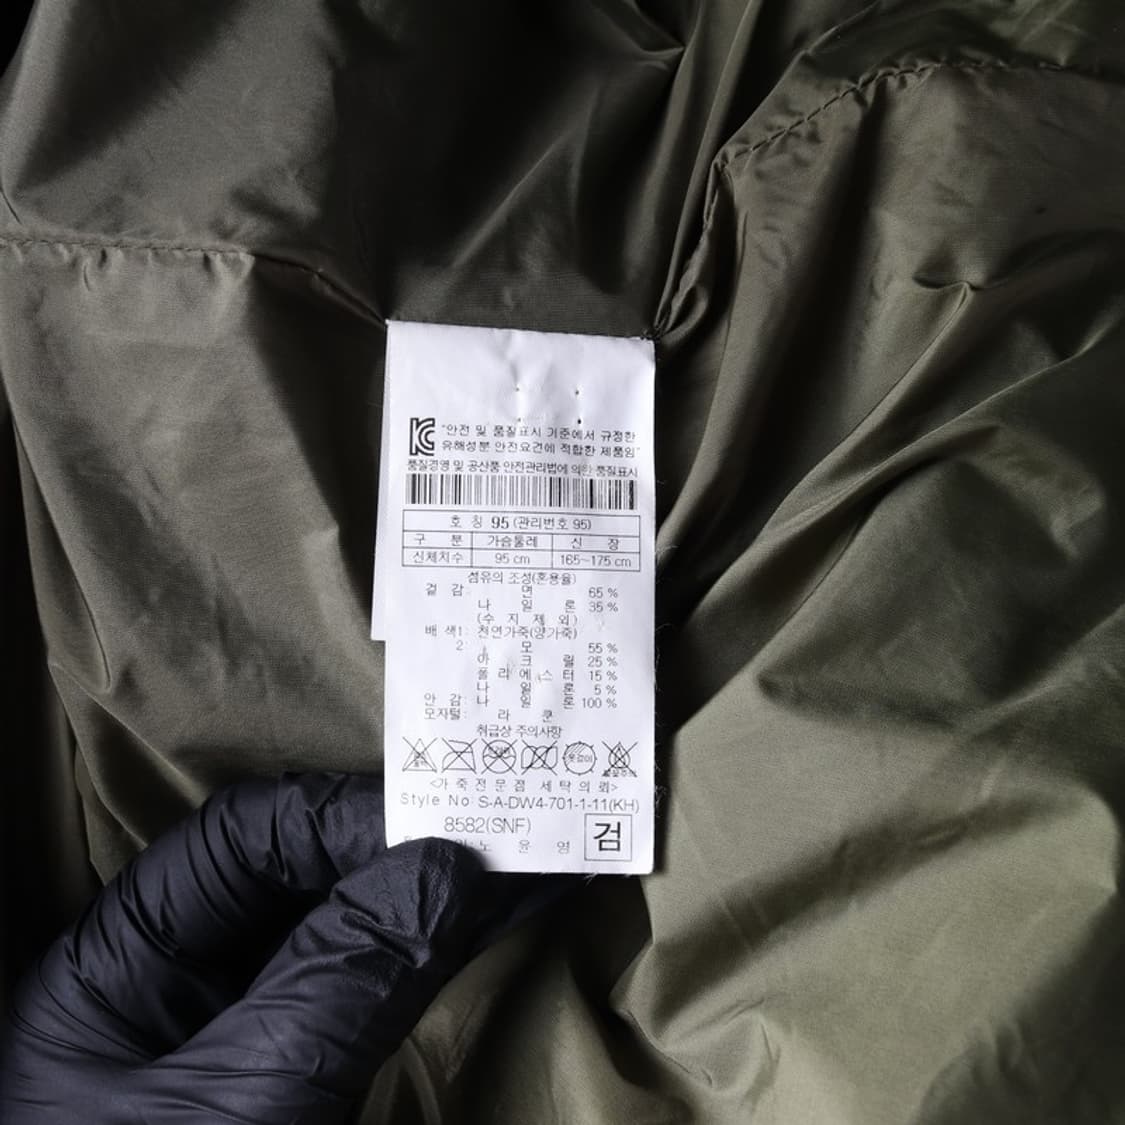 KC "안전 및 품질표시 기준에서 규정한
유해성분 안전요건에 적합한 제품임"
품질경영 및 공산품 안전관리법에 의한 품질표시
호 칭 95 (관리번호 95)
구 분 가슴둘레 신 장
신체치수 95 cm 165~175 cm
섬유의 조성(혼용율)
겉 감: 면 65 %
나 일 론 35 %
(수 지 제 외)
배 색1: 천연가죽(양가죽)
2: 모 55 %
아 크 릴 25 %
폴 리 에 스 터 15 %
나 일 론 5 %
안 감: 나 일 론 100 %
모자털: 라 쿤
취급상 주의사항
옷걸이
<가 죽 전 문 점 세 탁 의 뢰>
Style No: S-A-DW4-701-1-11(KH)
8582(SNF)
노 윤 영
검